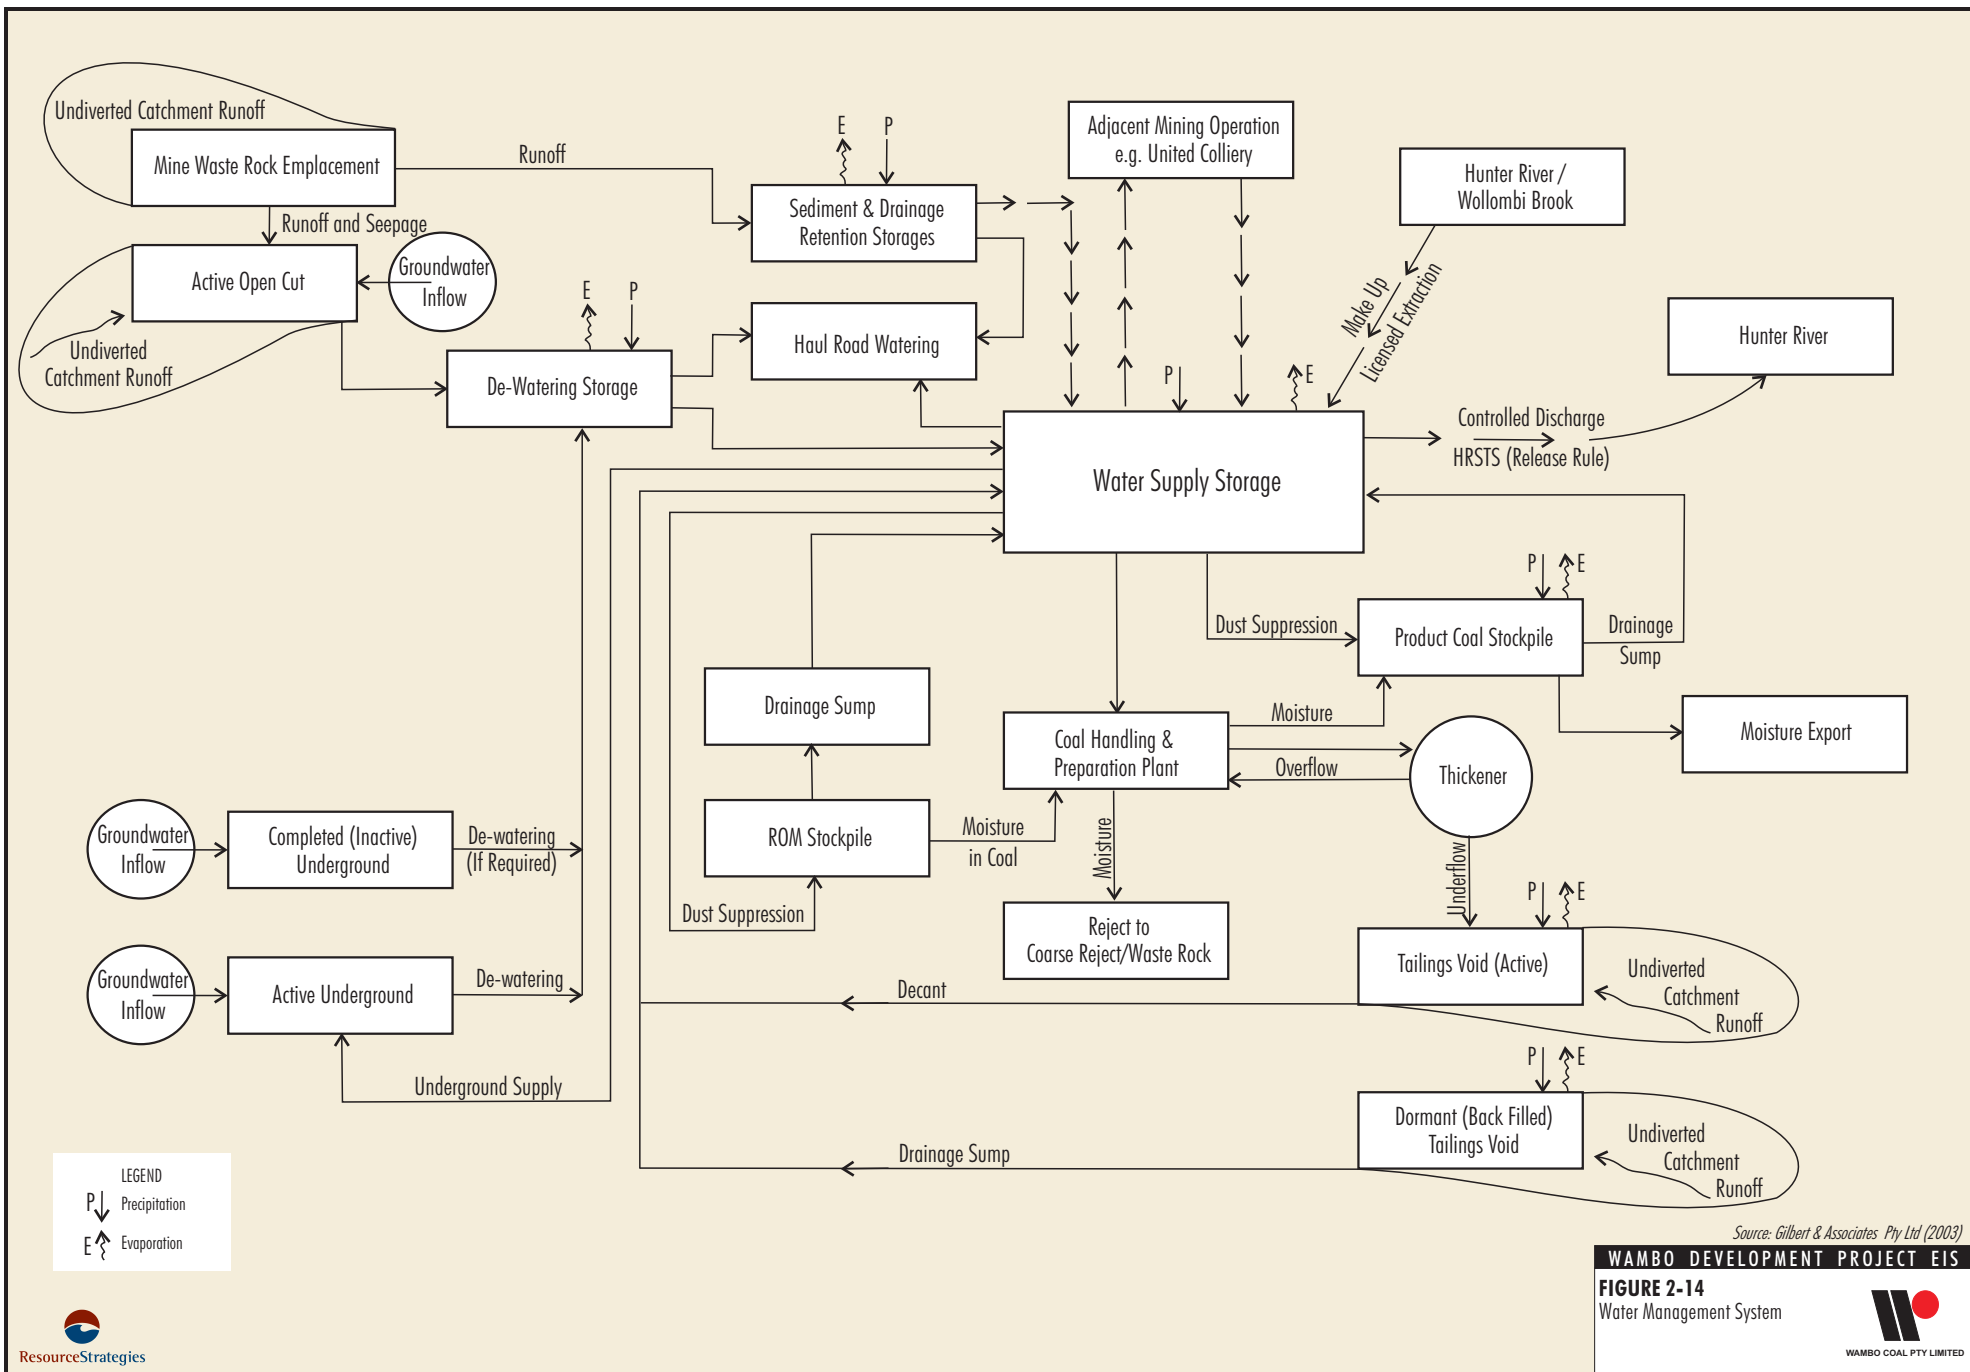 Undiverted Catchment Runoff
Mine Waste Rock Emplacement
Runoff
E
P
Adjacent Mining Operation
e.g. United Colliery
Hunter River /
Wollombi Brook
Sediment & Drainage
Retention Storages
Runoff and Seepage
Active Open Cut
Groundwater
Inflow
Undiverted
Catchment Runoff
E
P
De-Watering Storage
Haul Road Watering
Make Up
Licensed Extraction
P
E
Hunter River
Controlled Discharge
HRSTS (Release Rule)
Water Supply Storage
P
E
Dust Suppression
Product Coal Stockpile
Drainage
Sump
Drainage Sump
Moisture
Coal Handling &
Preparation Plant
Overflow
Thickener
Moisture Export
Groundwater
Inflow
Completed (Inactive)
Underground
De-watering
(If Required)
ROM Stockpile
Moisture
in Coal
Moisture
Underflow
Dust Suppression
Reject to
Coarse Reject/Waste Rock
P
E
Tailings Void (Active)
Undiverted
Catchment
Runoff
Groundwater
Inflow
Active Underground
De-watering
Decant
Underground Supply
P
E
Dormant (Back Filled)
Tailings Void
Undiverted
Catchment
Runoff
Drainage Sump
LEGEND
P Precipitation
E Evaporation
Source: Gilbert & Associates Pty Ltd (2003)
WAMBO DEVELOPMENT PROJECT EIS
FIGURE 2-14
Water Management System
WAMBO COAL PTY LIMITED
ResourceStrategies